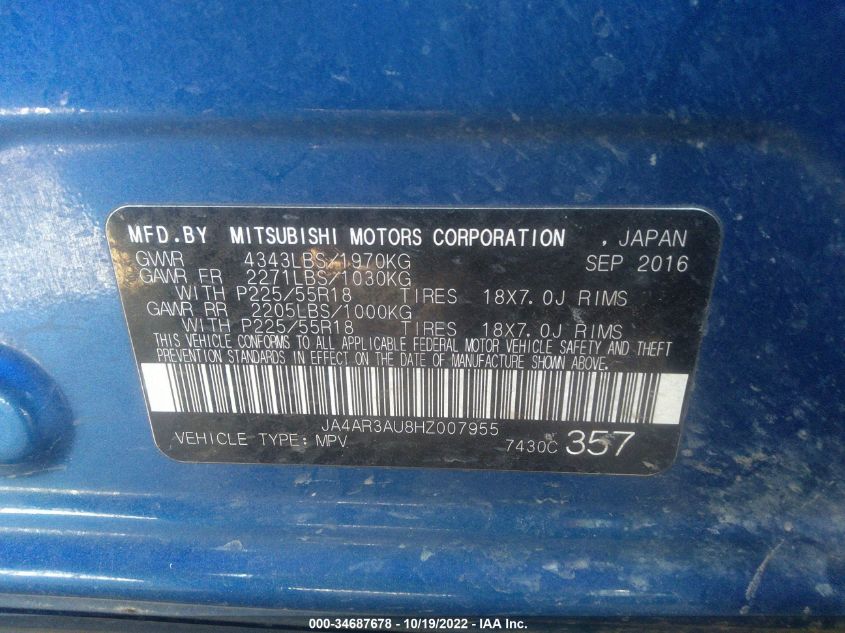 MFD.BY MITSUBISHI MOTORS CORPORATION , JAPAN
GWWR 4343LBS/1970KG SEP 2016
GAWR FR 2271LBS/1030KG
WITH P225/55R18 TIRES 18X7.0J RIMS
GAWR RR 2205LBS/1000KG
WITH P225/55R18 TIRES 18X7.0J RIMS
THIS VEHICLE CONFORMS TO ALL APPLICABLE FEDERAL MOTOR VEHICLE SAFETY AND THEFT
PREVENTION STANDARDS IN EFFECT ON THE DATE OF MANUFACTURE SHOWN ABOVE.
JA4AR3AU8HZ007955
VEHICLE TYPE: MPV 7430C 357
000-34687678 - 10/19/2022 - IAA Inc.